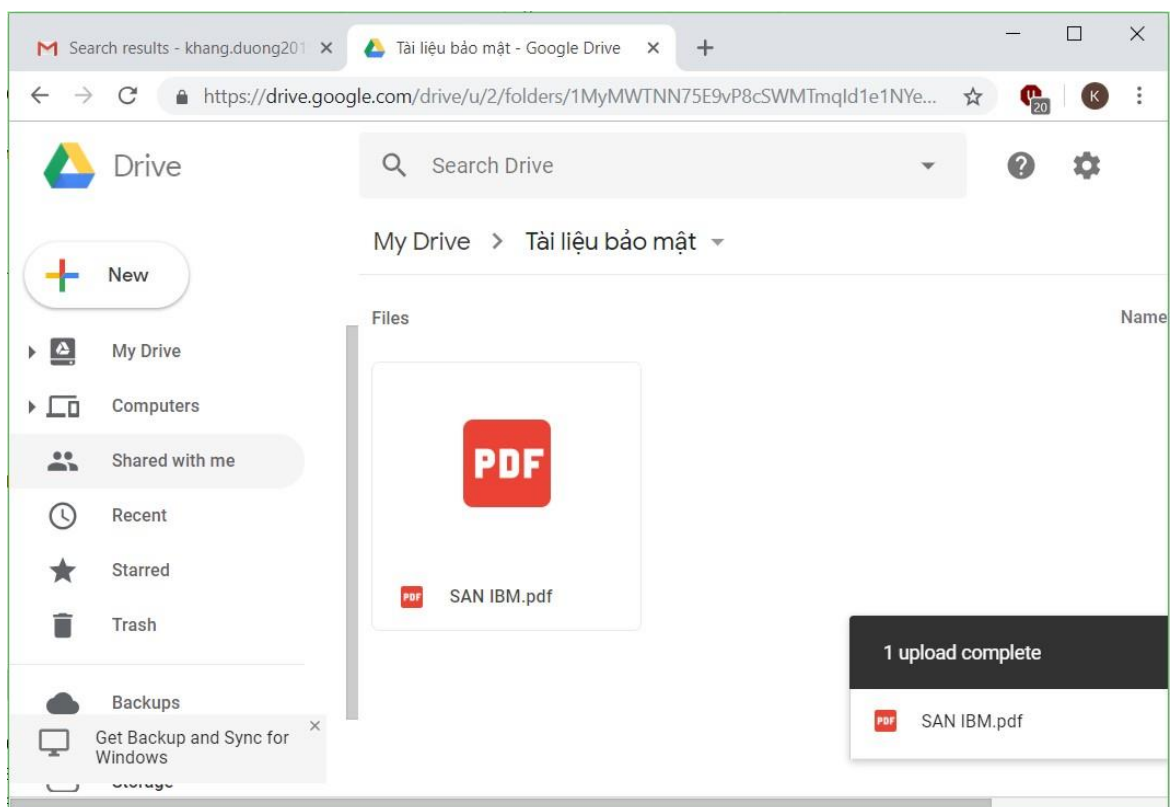 Search results - khang.duong201
Tài liệu bảo mật - Google Drive
https://drive.google.com/drive/u/2/folders/1MyMWTNN75E9vP8cSWMTmqId1e1NYe...
20
K
Drive
Search Drive
My Drive > Tài liệu bảo mật
New
Files
Name
My Drive
Computers
Shared with me
Recent
Starred
Trash
Backups
Get Backup and Sync for
Windows
Storage
PDF
PDF SAN IBM.pdf
1 upload complete
PDF SAN IBM.pdf